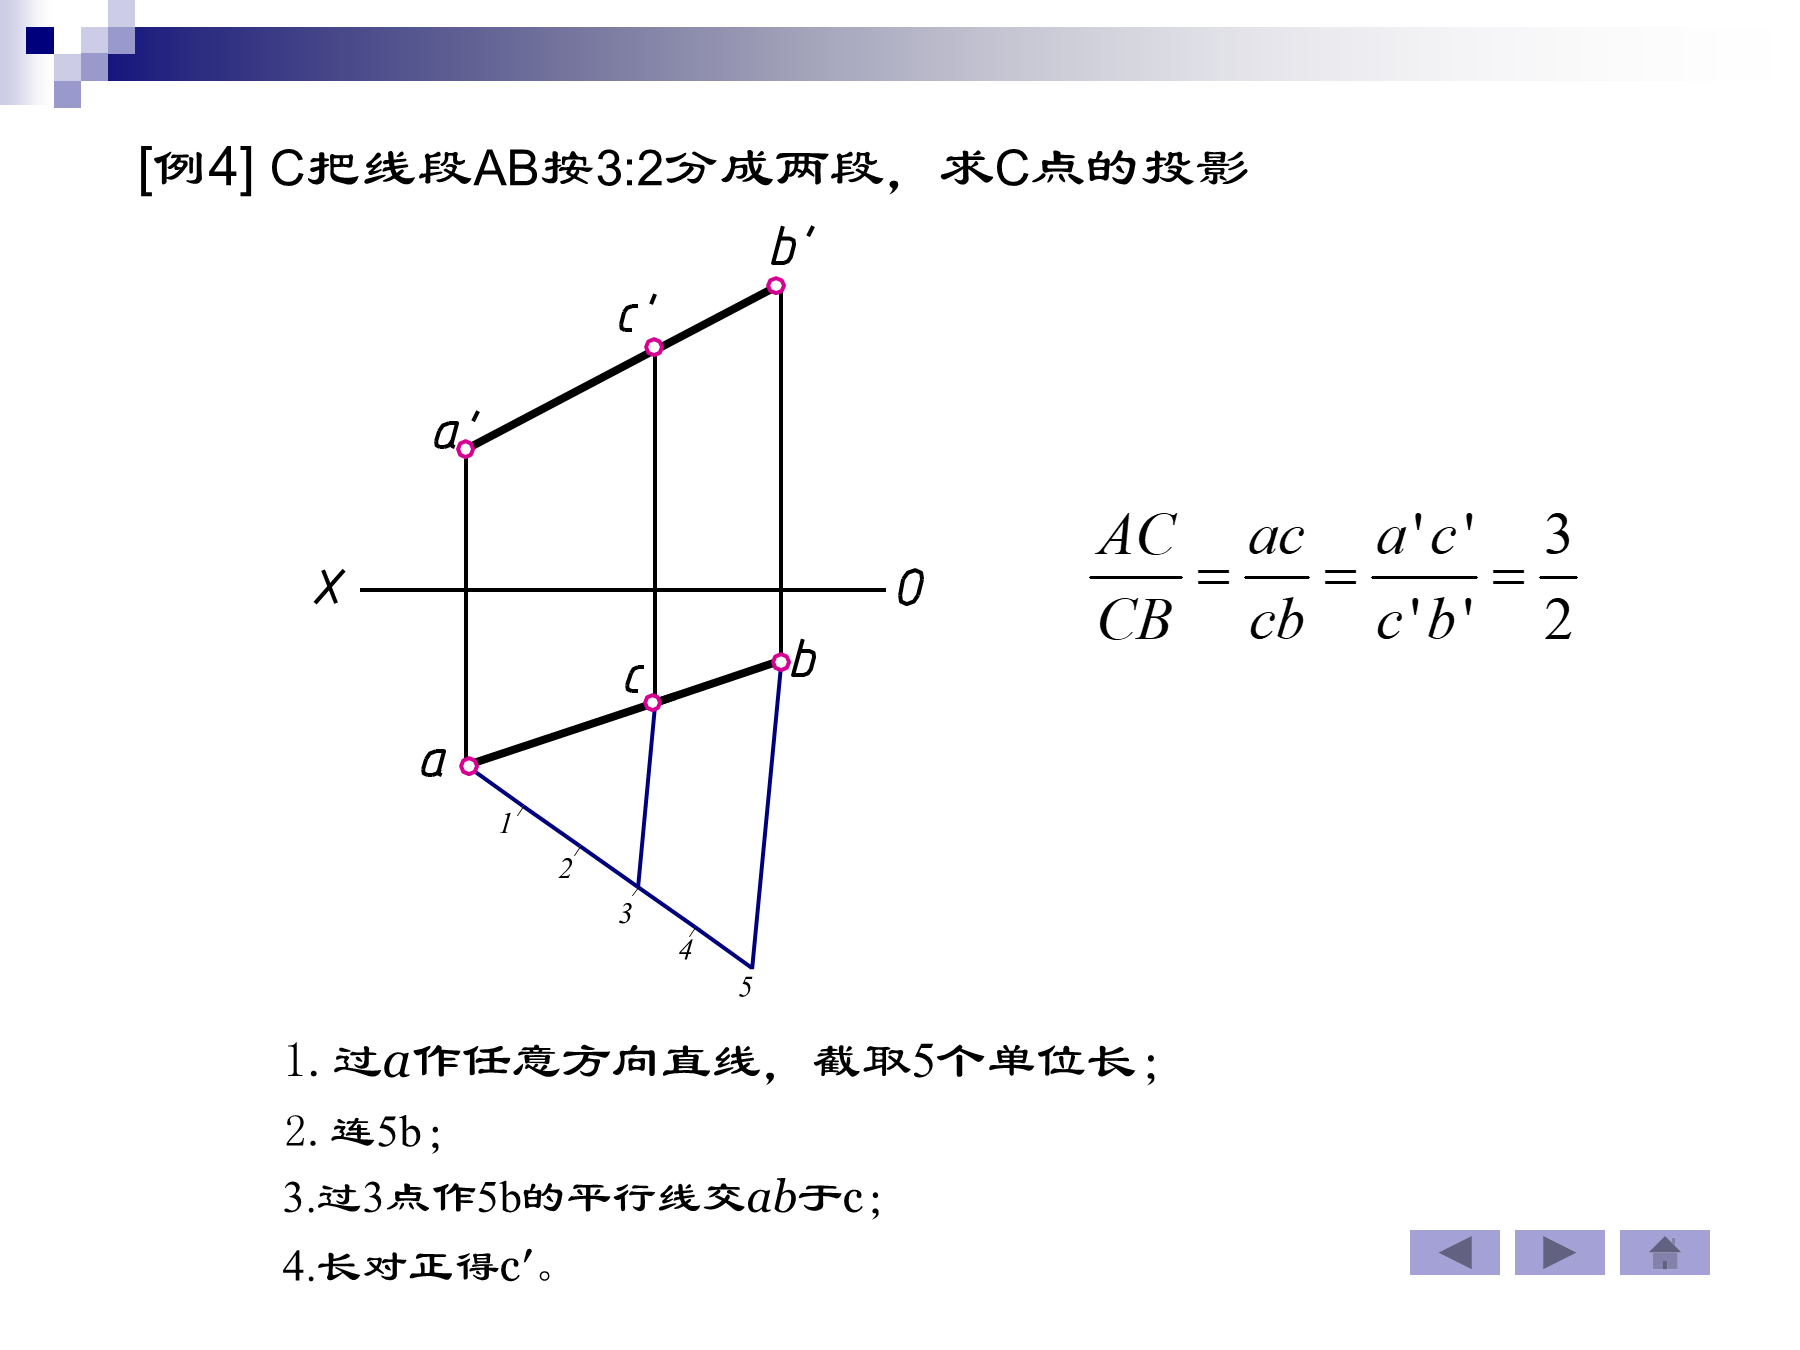 [例4] C把线段AB按3:2分成两段，求C点的投影
b′
c′
a′
X
O
AC/CB = ac/cb = a'c'/c'b' = 3/2
c
b
a
1
2
3
4
5
1. 过a作任意方向直线，截取5个单位长；
2. 连5b；
3.过3点作5b的平行线交ab于c；
4.长对正得c′。